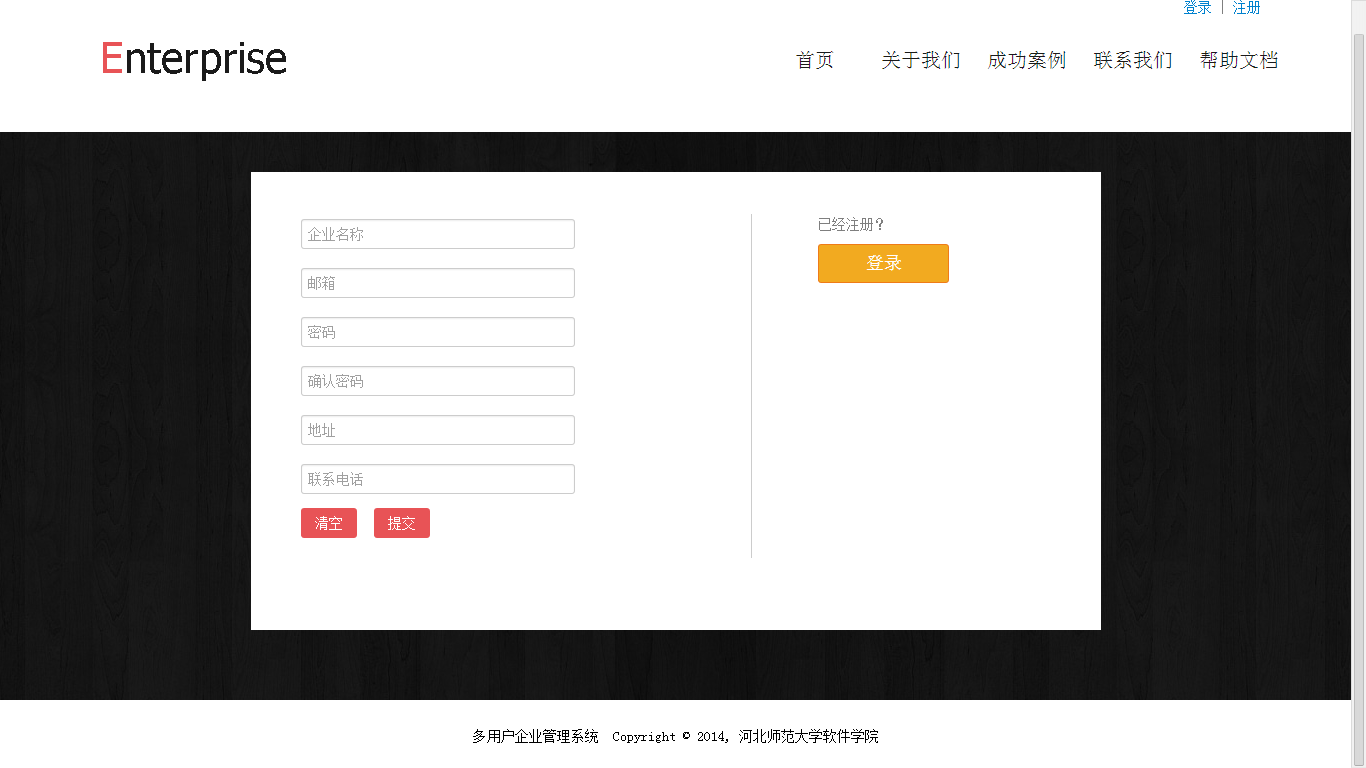 登录 | 注册
Enterprise
首页 关于我们 成功案例 联系我们 帮助文档
企业名称
邮箱
密码
确认密码
地址
联系电话
清空 提交
已经注册?
登录
多用户企业管理系统 Copyright © 2014, 河北师范大学软件学院